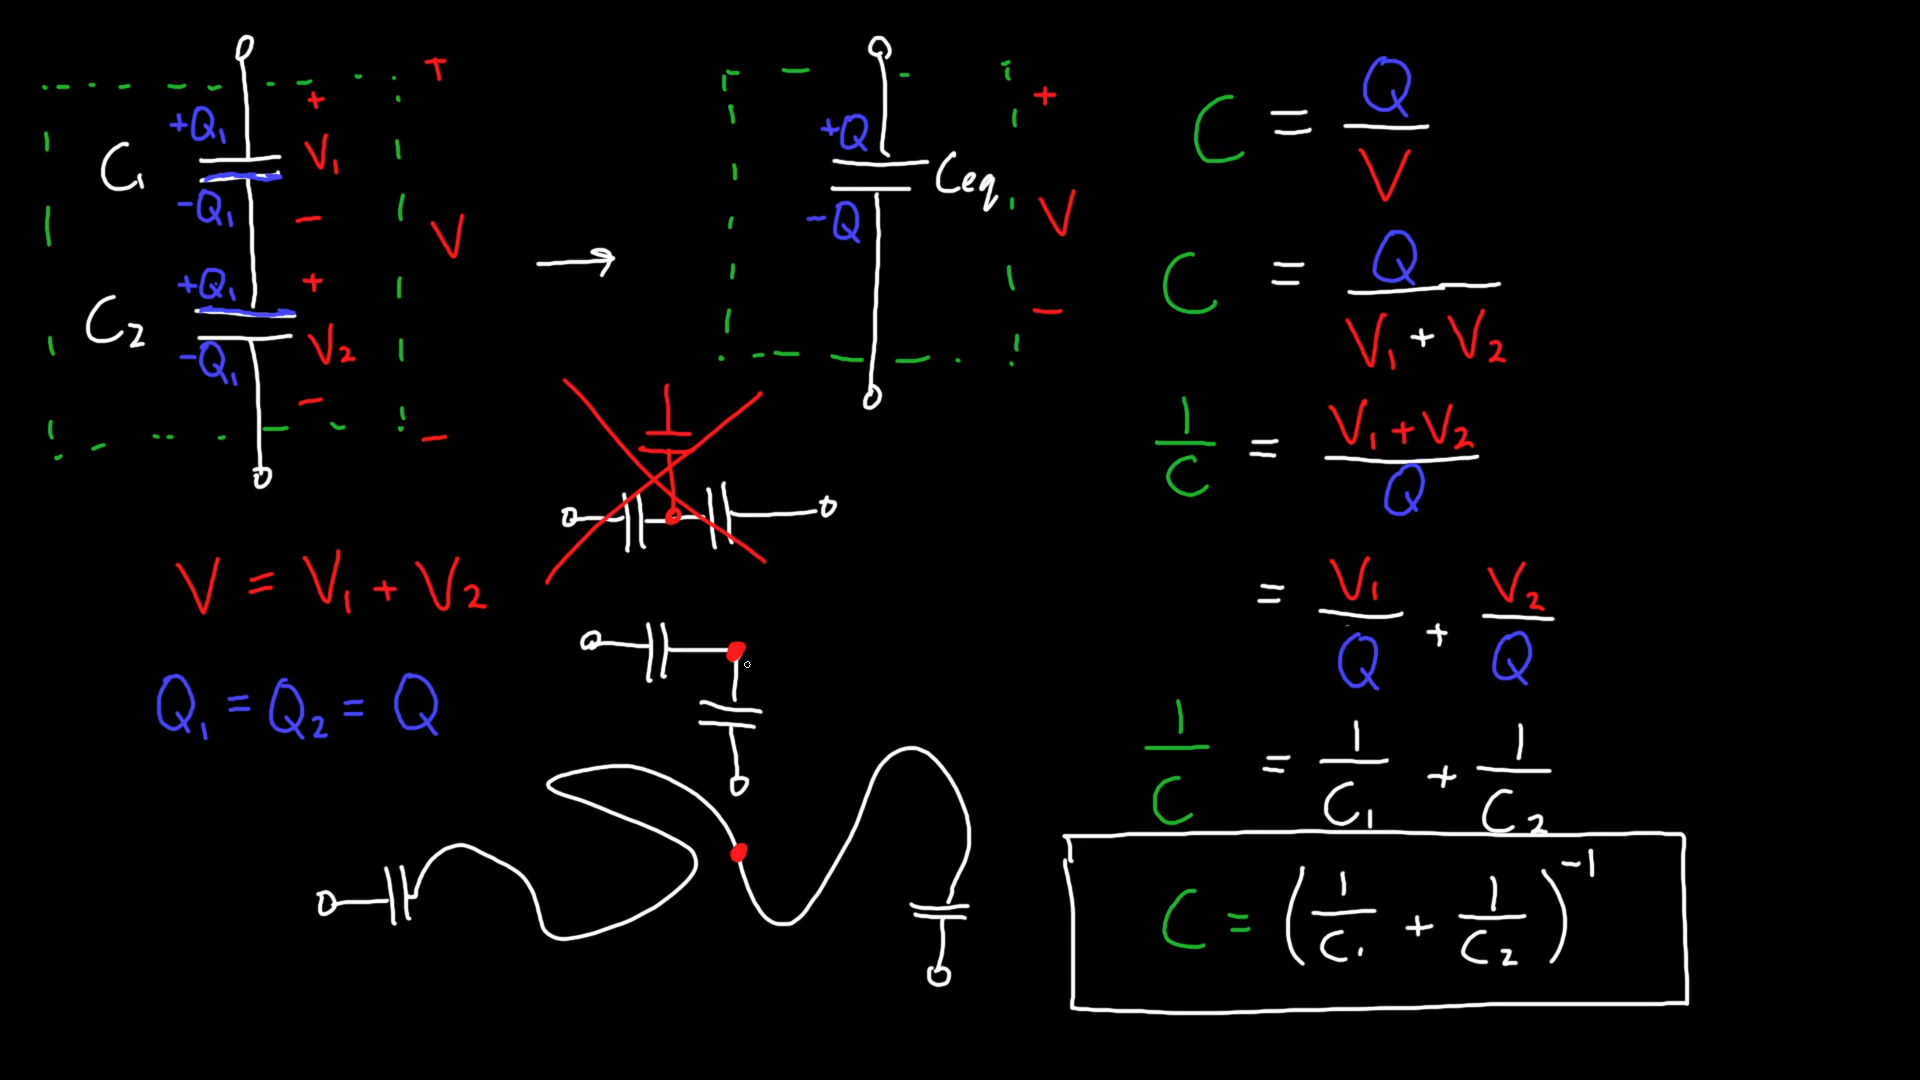 +
+Q₁ + 
C₁ V₁
-Q₁ −
V
+Q₁ +
C₂ V₂
-Q₁ −
−
→
+Q +
Ceq
-Q V
−
V = V₁ + V₂
Q₁ = Q₂ = Q
C = Q/V
C = Q/(V₁ + V₂)
1/C = (V₁ + V₂)/Q
= V₁/Q + V₂/Q
1/C = 1/C₁ + 1/C₂
C = (1/C₁ + 1/C₂)⁻¹